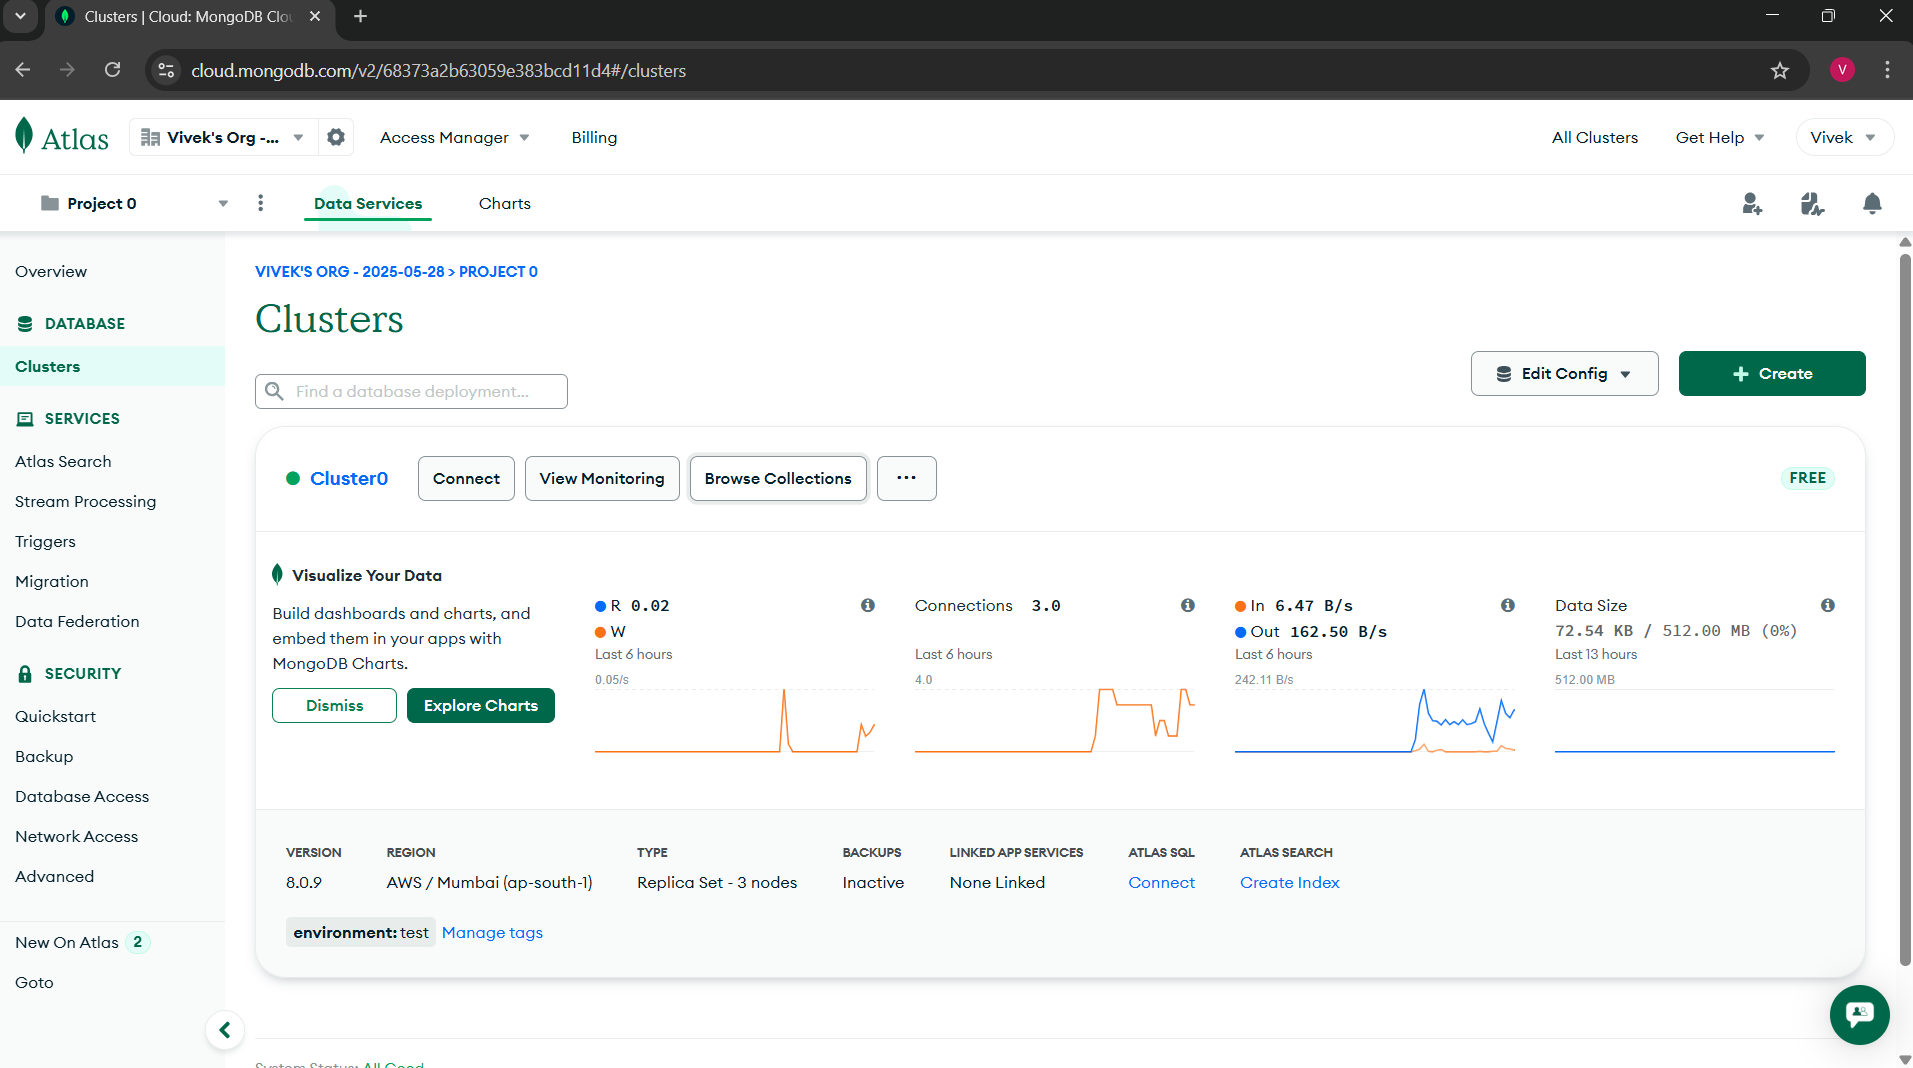 Clusters | Cloud: MongoDB Clo
cloud.mongodb.com/v2/68373a2b63059e383bcd11d4#/clusters
V
Atlas
Vivek's Org -...
Access Manager
Billing
All Clusters
Get Help
Vivek
Project 0
Data Services
Charts
Overview
DATABASE
Clusters
SERVICES
Atlas Search
Stream Processing
Triggers
Migration
Data Federation
SECURITY
Quickstart
Backup
Database Access
Network Access
Advanced
New On Atlas 2
Goto
VIVEK'S ORG - 2025-05-28 > PROJECT 0
Clusters
Find a database deployment...
Edit Config
+ Create
Cluster0
Connect
View Monitoring
Browse Collections
...
FREE
Visualize Your Data
Build dashboards and charts, and
embed them in your apps with
MongoDB Charts.
Dismiss
Explore Charts
R 0.02
W
Last 6 hours
0.05/s
Connections 3.0
Last 6 hours
4.0
In 6.47 B/s
Out 162.50 B/s
Last 6 hours
242.11 B/s
Data Size
72.54 KB / 512.00 MB (0%)
Last 13 hours
512.00 MB
VERSION
8.0.9
REGION
AWS / Mumbai (ap-south-1)
TYPE
Replica Set - 3 nodes
BACKUPS
Inactive
LINKED APP SERVICES
None Linked
ATLAS SQL
Connect
ATLAS SEARCH
Create Index
environment: test
Manage tags
System Status: All Good